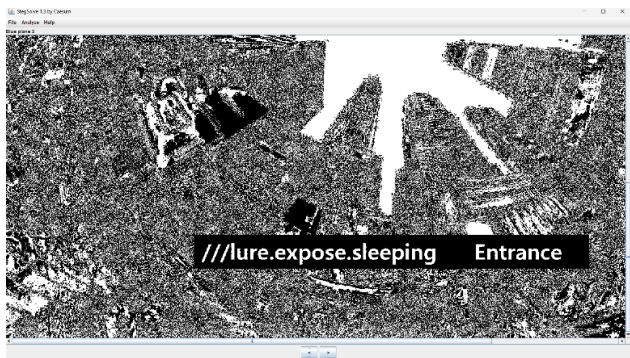 StegSolve 1.3 by Caesum
File Analyse Help
Blue plane 3
///lure.expose.sleeping Entrance
< >